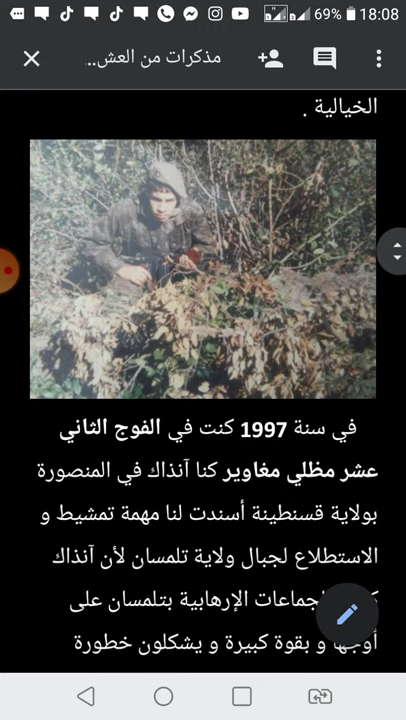 69% 18:08
مذكرات من العش..
الخيالية .
في سنة 1997 كنت في الفوج الثاني
عشر مظلي مغاوير كنا آنذاك في المنصورة
بولاية قسنطينة أسندت لنا مهمة تمشيط و
الاستطلاع لجبال ولاية تلمسان لأن آنذاك
الإرهابية بتلمسان على
و بقوة كبيرة و يشكلون خطورة